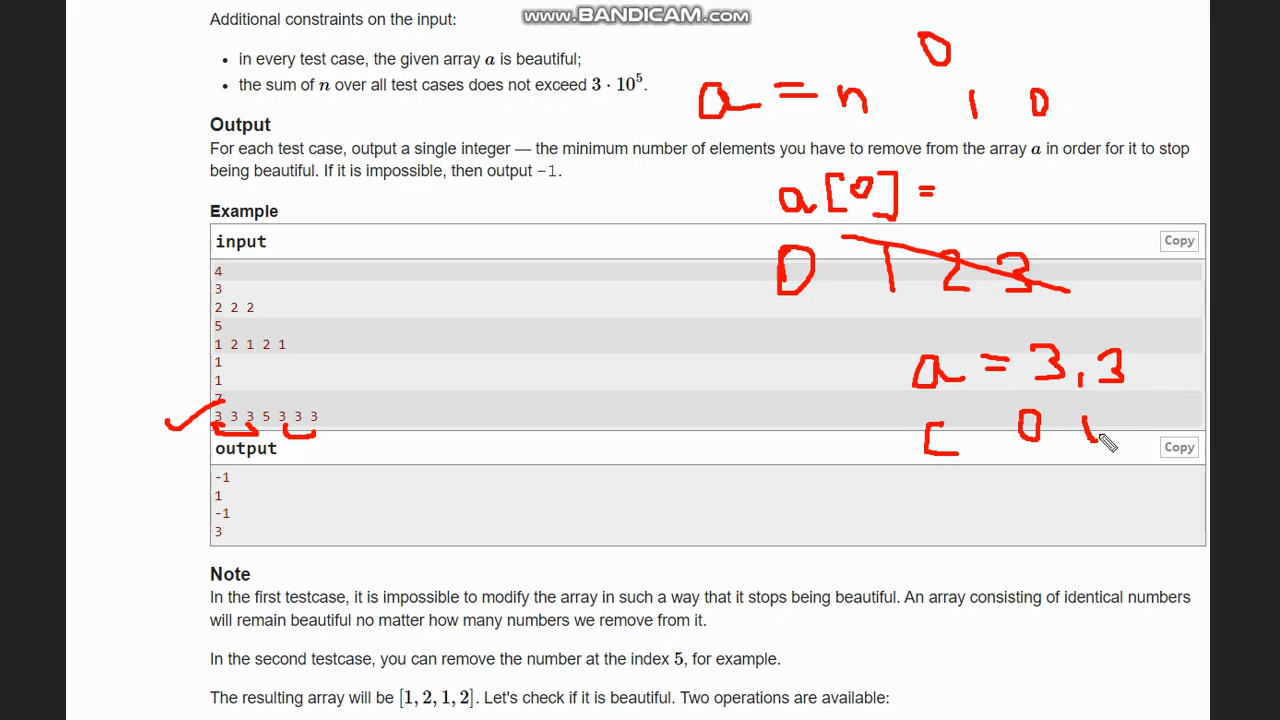 Additional constraints on the input:
www.BANDICAM.com
• in every test case, the given array a is beautiful;
• the sum of n over all test cases does not exceed 3 · 10⁵.
0
a = n 1 0
Output
For each test case, output a single integer — the minimum number of elements you have to remove from the array a in order for it to stop
being beautiful. If it is impossible, then output -1.
a[0] =
Example
input
Copy
0 1 2 3
4
3
2 2 2
5
1 2 1 2 1
1
1
7
3 3 3 5 3 3 3
a = 3,3
[ 0
output
Copy
-1
1
-1
3
Note
In the first testcase, it is impossible to modify the array in such a way that it stops being beautiful. An array consisting of identical numbers
will remain beautiful no matter how many numbers we remove from it.
In the second testcase, you can remove the number at the index 5, for example.
The resulting array will be [1, 2, 1, 2]. Let's check if it is beautiful. Two operations are available: